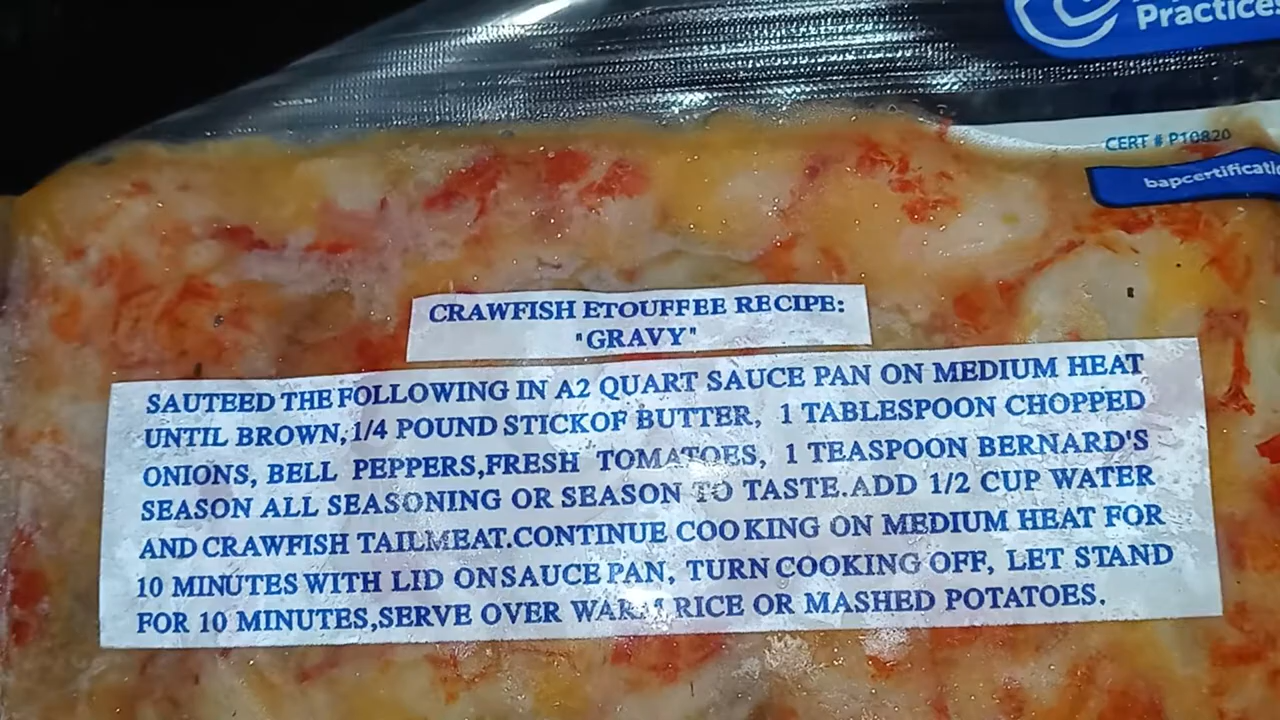 Practices
CERT # P10820
bapcertificatio
CRAWFISH ETOUFFEE RECIPE:
"GRAVY"
SAUTEED THE FOLLOWING IN A2 QUART SAUCE PAN ON MEDIUM HEAT
UNTIL BROWN,1/4 POUND STICKOF BUTTER, 1 TABLESPOON CHOPPED
ONIONS, BELL PEPPERS,FRESH TOMATOES, 1 TEASPOON BERNARD'S
SEASON ALL SEASONING OR SEASON TO TASTE.ADD 1/2 CUP WATER
AND CRAWFISH TAILMEAT.CONTINUE COOKING ON MEDIUM HEAT FOR
10 MINUTES WITH LID ONSAUCE PAN, TURN COOKING OFF, LET STAND
FOR 10 MINUTES,SERVE OVER WARM RICE OR MASHED POTATOES.